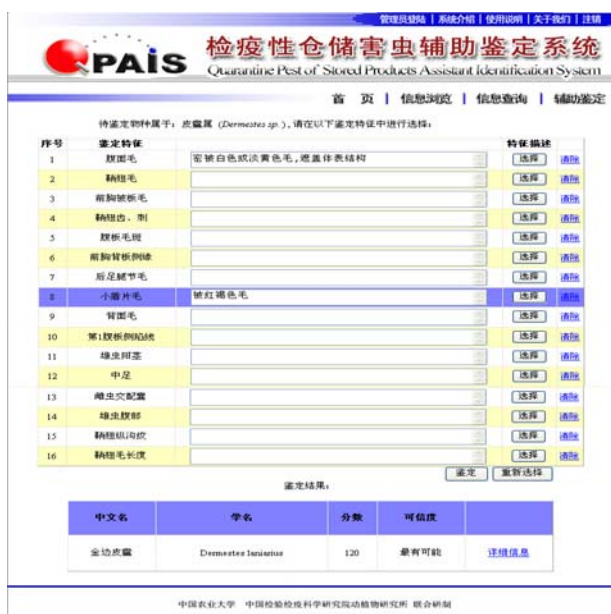 管理员登陆 | 系统介绍 | 使用说明 | 关于我们 | 注销
QPAIS
检疫性仓储害虫辅助鉴定系统
Quarantine Pest of Stored Products Assistant Identification System
首 页 | 信息浏览 | 信息查询 | 辅助鉴定
待鉴定物种属于：皮蠹属 (Dermestes sp.)，请在以下鉴定特征中进行选择：
序号 鉴定特征 特征描述
1 腹面毛 密被白色或淡黄色毛，遮盖体表结构 选择 清除
2 鞘翅毛 选择 清除
3 前胸被板毛 选择 清除
4 鞘翅齿、刺 选择 清除
5 腹板毛斑 选择 清除
6 前胸背板侧缘 选择 清除
7 后足腿节毛 选择 清除
8 小盾片毛 被红褐色毛 选择 清除
9 背面毛 选择 清除
10 第1腹板侧陷线 选择 清除
11 雄虫阳茎 选择 清除
12 中足 选择 清除
13 雌虫交配囊 选择 清除
14 雄虫腹部 选择 清除
15 鞘翅纵沟纹 选择 清除
16 鞘翅毛长度 选择 清除
鉴定 重新选择
鉴定结果：
中文名 学名 分数 可信度
金边皮蠹 Dermestes laniarius 120 最有可能 详细信息
中国农业大学 中国检验检疫科学研究院动植物研究所 联合研制